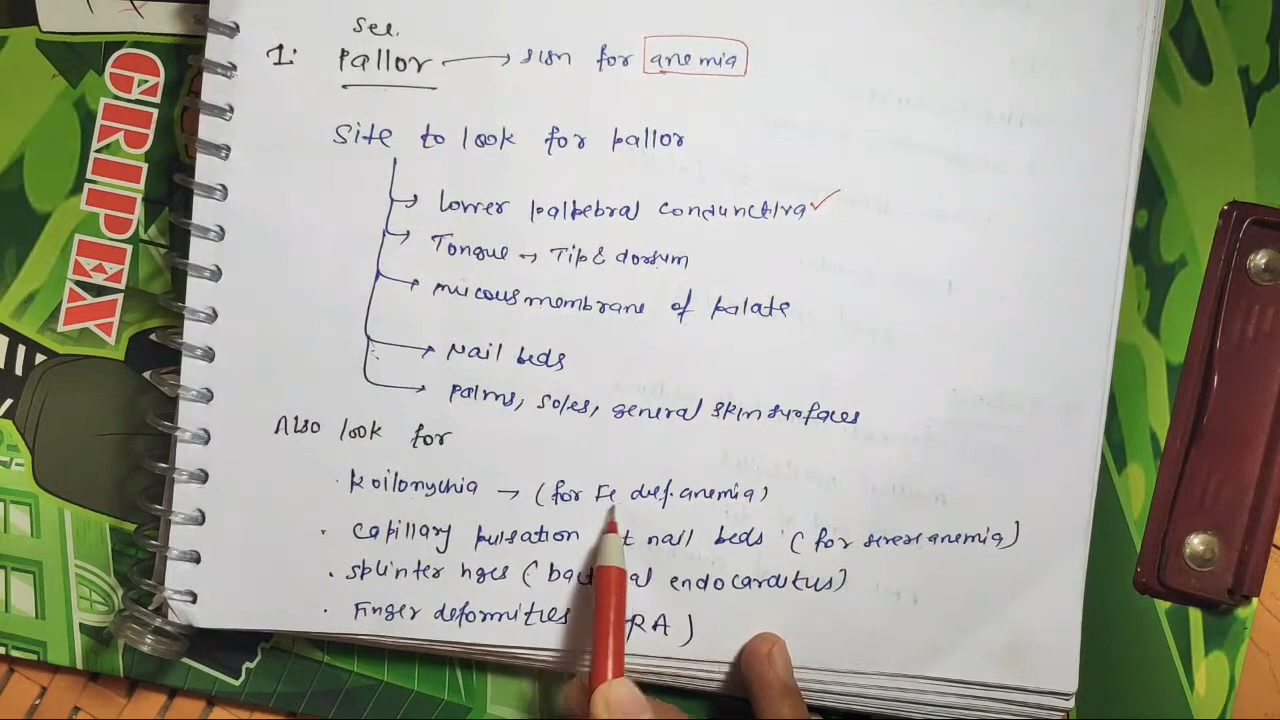 CRIPEX
See.
1: Pallor → sign for anemia
Site to look for pallor
→ Lower palpebral conjunctiva ✓
→ Tongue → Tip & dorsum
→ mucous membrane of palate
→ Nail beds
→ Palms, soles, general skin surfaces
Also look for
· koilonychia → (for Fe def. anemia)
· capillary pulsation t nail beds (for severe anemia)
· splinter hges (bact al endocarditus)
· Finger deformities RA)